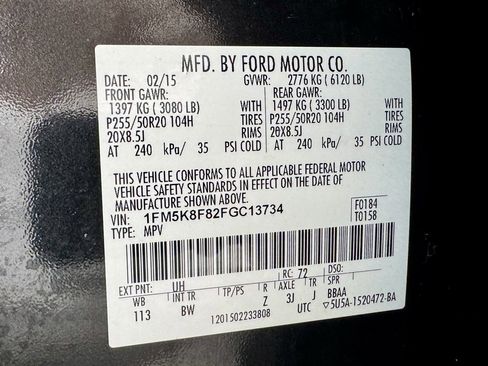 MFD. BY FORD MOTOR CO.
DATE: 02/15 GVWR: 2776 KG ( 6120 LB)
FRONT GAWR: REAR GAWR:
1397 KG ( 3080 LB) WITH 1497 KG ( 3300 LB) WITH
P255/50R20 104H TIRES P255/50R20 104H TIRES
20X8.5J RIMS 20X8.5J RIMS
AT 240 kPa/ 35 PSI COLD AT 240 kPa/ 35 PSI COLD
THIS VEHICLE CONFORMS TO ALL APPLICABLE FEDERAL MOTOR
VEHICLE SAFETY STANDARDS IN EFFECT ON THE DATE OF
MANUFACTURE SHOWN ABOVE.
VIN: 1FM5K8F82FGC13734 F0184
TYPE: MPV T0158
EXT PNT: UH RC: 72 DSO:
WB INT TR TP/PS R AXLE TR SPR
113 BW Z 3J J BBAA
1201502233808 UTC ▽5U5A-1520472-BA